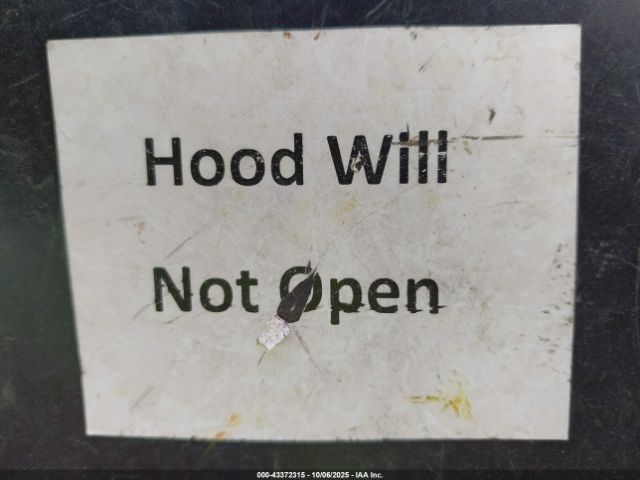 Hood Will
Not Open
000-43372315 - 10/06/2025 - IAA Inc.